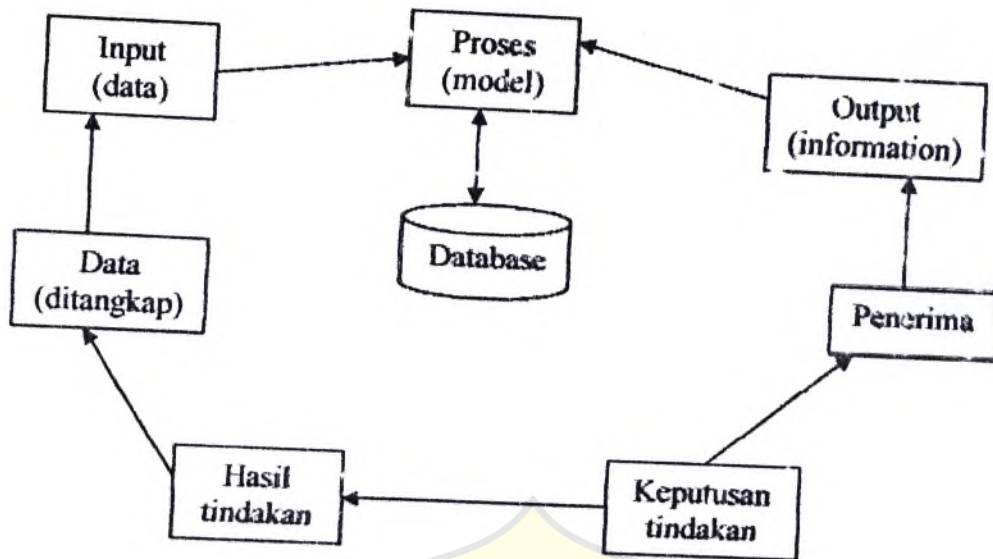 Input
(data)
Proses
(model)
Output
(information)
Data
(ditangkap)
Database
Penerima
Hasil
tindakan
Keputusan
tindakan